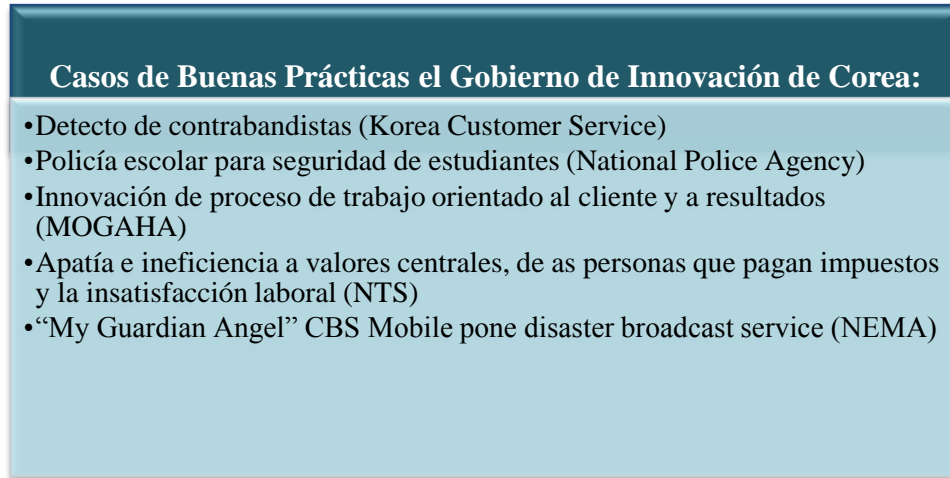 Casos de Buenas Prácticas el Gobierno de Innovación de Corea:
•Detecto de contrabandistas (Korea Customer Service)
•Policía escolar para seguridad de estudiantes (National Police Agency)
•Innovación de proceso de trabajo orientado al cliente y a resultados
(MOGAHA)
•Apatía e ineficiencia a valores centrales, de as personas que pagan impuestos
y la insatisfacción laboral (NTS)
•“My Guardian Angel” CBS Mobile pone disaster broadcast service (NEMA)